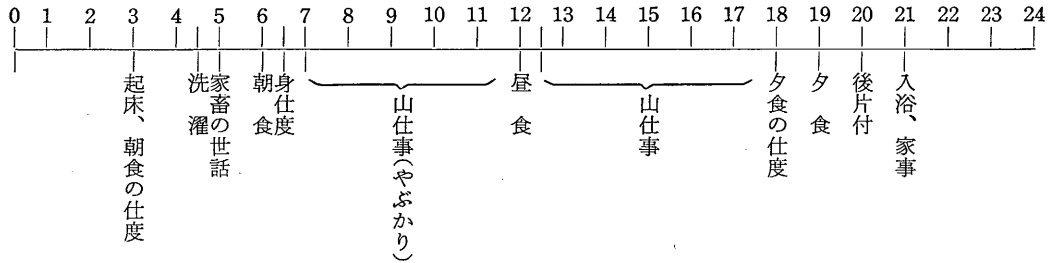 0 1 2 3 4 5 6 7 8 9 10 11 12 13 14 15 16 17 18 19 20 21 22 23 24
起床、朝食の仕度
洗濯
家畜の世話
朝食
身仕度
山仕事(やぶかり)
昼食
山仕事
夕食の仕度
夕食
後片付
入浴、家事